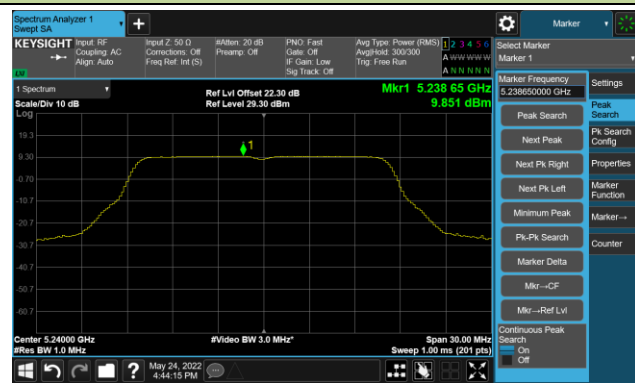 Spectrum Analyzer 1
Swept SA
Marker
KEYSIGHT
Input: RF
Coupling: AC
Align: Auto
Input Z: 50 Ω
Corrections: Off
Freq Ref: Int (S)
#Atten: 20 dB
Preamp: Off
PNO: Fast
Gate: Off
IF Gain: Low
Sig Track: Off
Avg Type: Power (RMS)
Avg|Hold: 300/300
Trig: Free Run
1 2 3 4 5 6
A W W W W W
A N N N N N
LXI
Select Marker
Marker 1
1 Spectrum
Scale/Div 10 dB
Log
Ref Lvl Offset 22.30 dB
Ref Level 29.30 dBm
Mkr1 5.238 65 GHz
9.851 dBm
1
19.3
9.30
-0.70
-10.7
-20.7
-30.7
-40.7
-50.7
-60.7
Center 5.24000 GHz
#Res BW 1.0 MHz
#Video BW 3.0 MHz*
Span 30.00 MHz
Sweep 1.00 ms (201 pts)
Marker Frequency
5.238650000 GHz
Peak Search
Next Peak
Next Pk Right
Next Pk Left
Minimum Peak
Pk-Pk Search
Marker Delta
Mkr→CF
Mkr→Ref Lvl
Continuous Peak
Search
On
Off
Settings
Peak
Search
Pk Search
Config
Properties
Marker
Function
Marker→
Counter
May 24, 2022
4:44:15 PM